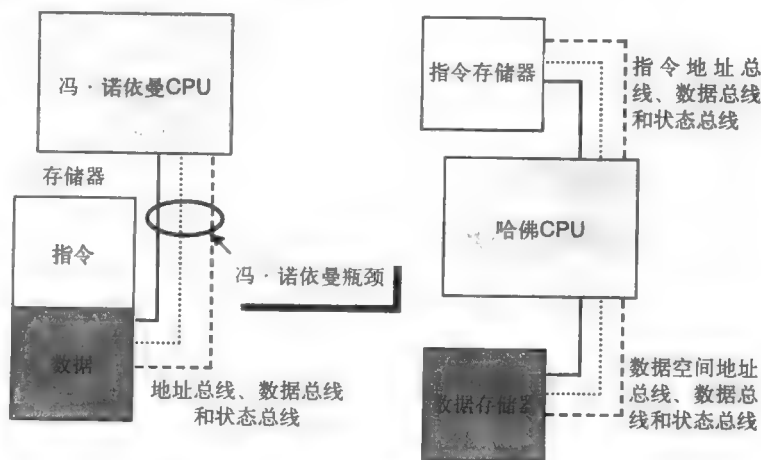 冯·诺依曼CPU
存储器
指令
数据
冯·诺依曼瓶颈
地址总线、数据总线
和状态总线
指令存储器
指令地址总
线、数据总线
和状态总线
哈佛CPU
数据存储器
数据空间地址
总线、数据总
线和状态总线